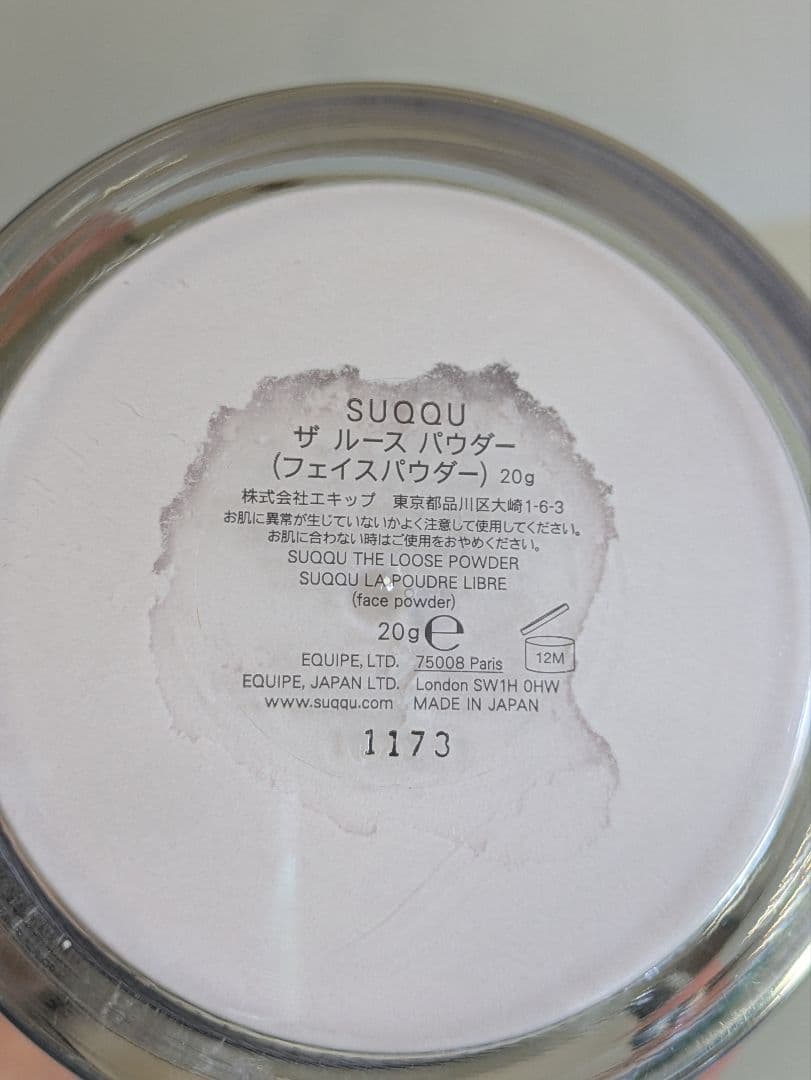 SUQQU
ザ ルース パウダー
(フェイスパウダー) 20g
株式会社エキップ 東京都品川区大崎1-6-3
お肌に異常が生じていないかよく注意して使用してください。
お肌に合わない時はご使用をおやめください。
SUQQU THE LOOSE POWDER
SUQQU LA POUDRE LIBRE
(face powder)
20g ℮
12M
EQUIPE, LTD. 75008 Paris
EQUIPE, JAPAN LTD. London SW1H 0HW
www.suqqu.com MADE IN JAPAN
1173